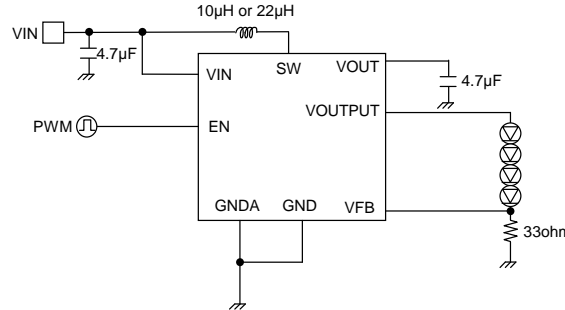 10µH or 22µH
VIN
4.7µF
VIN
SW
VOUT
4.7µF
VOUTPUT
PWM
EN
GNDA
GND
VFB
33ohm